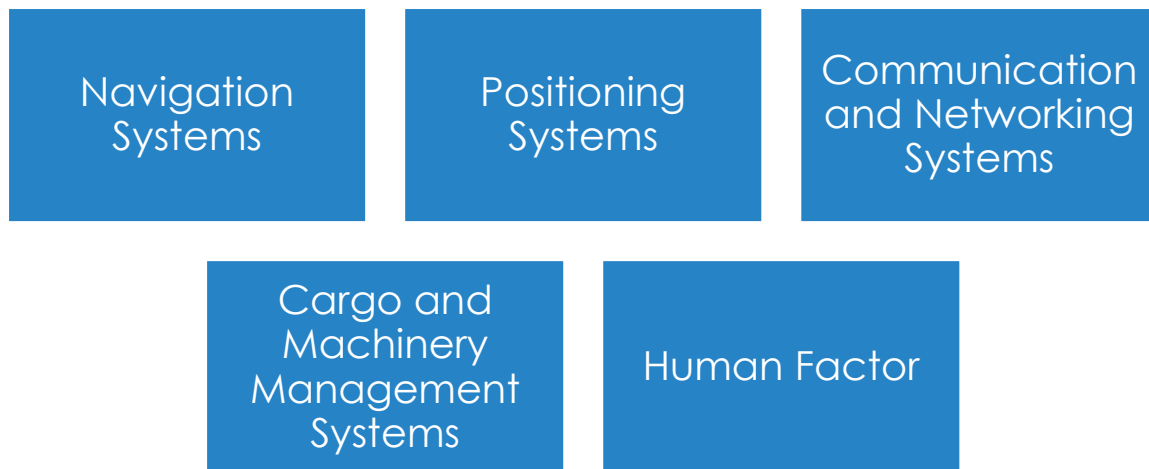 Navigation
Systems
Positioning
Systems
Communication
and Networking
Systems
Cargo and
Machinery
Management
Systems
Human Factor